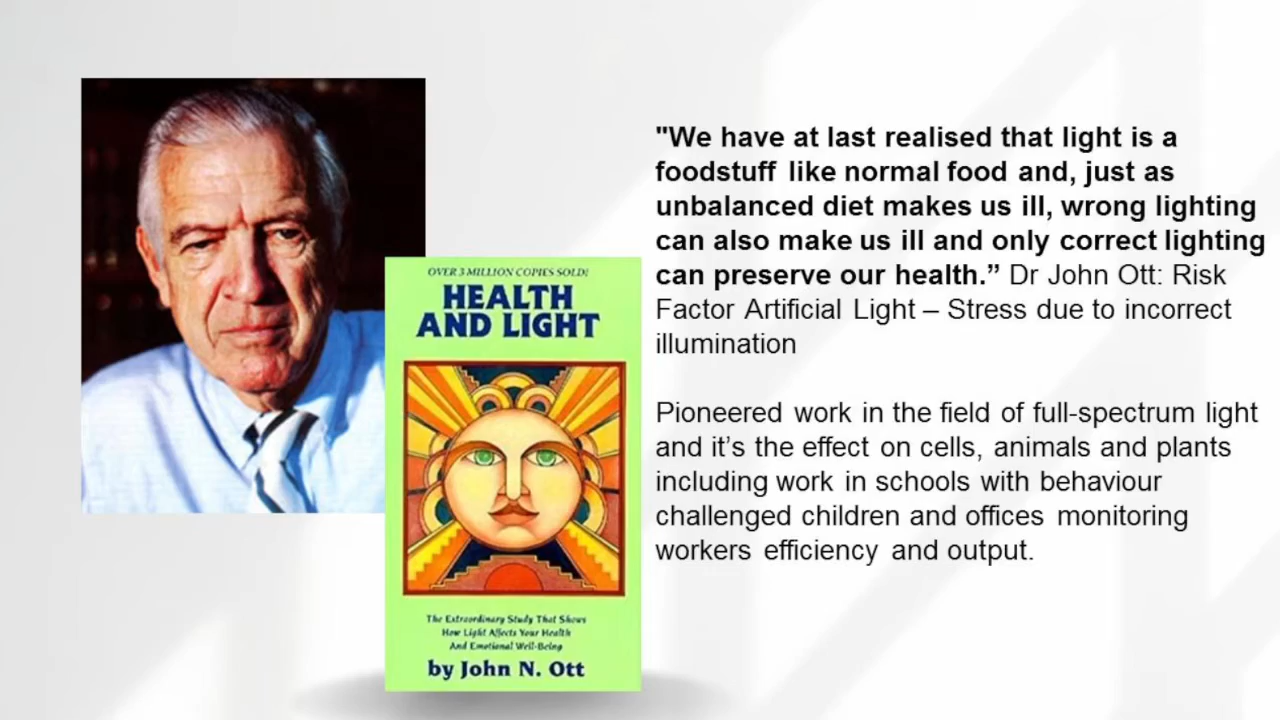 "We have at last realised that light is a
foodstuff like normal food and, just as
unbalanced diet makes us ill, wrong lighting
can also make us ill and only correct lighting
can preserve our health.” Dr John Ott: Risk
Factor Artificial Light – Stress due to incorrect
illumination
Pioneered work in the field of full-spectrum light
and it’s the effect on cells, animals and plants
including work in schools with behaviour
challenged children and offices monitoring
workers efficiency and output.
OVER 3 MILLION COPIES SOLD!
HEALTH
AND LIGHT
The Extraordinary Study That Shows
How Light Affects Your Health
And Emotional Well-Being
by John N. Ott